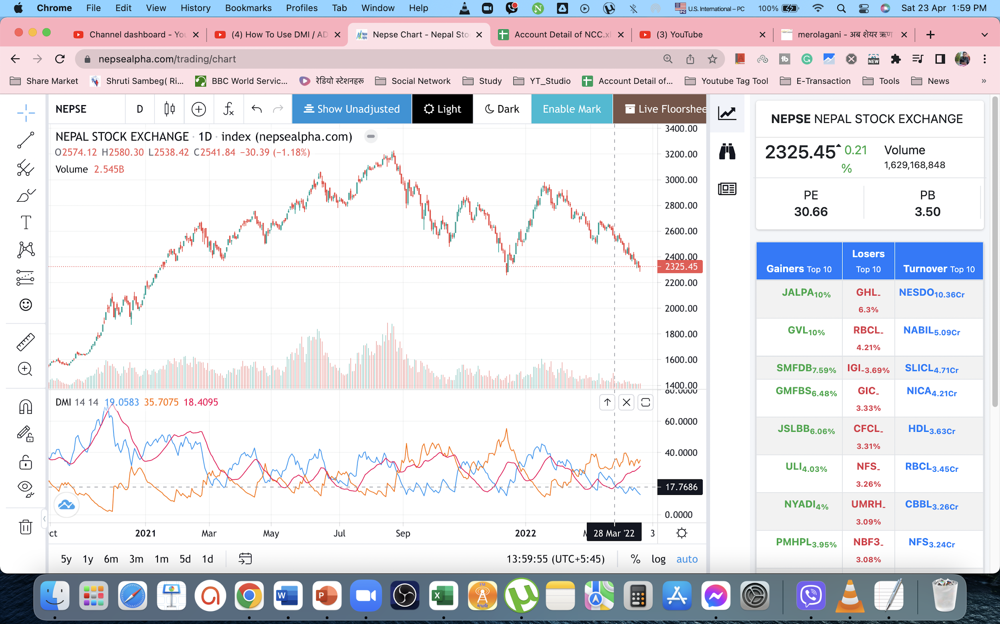 Chrome File Edit View History Bookmarks Profiles Tab Window Help U.S. International – PC 100% Sat 23 Apr 1:59 PM
Channel dashboard - You (4) How To Use DMI / AD Nepse Chart - Nepal Sto Account Detail of NCC.xl (3) YouTube merolagani - अब शेयर ऋण
nepsealpha.com/trading/chart
Share Market Shruti Sambeg( Ri... BBC World Servic... रेडियो स्टेशनहरू Social Network Study YT_Studio Account Detail of... Youtube Tag Tool E-Transaction Tools News »
NEPSE D Show Unadjusted Light Dark Enable Mark Live Floorshee
NEPAL STOCK EXCHANGE · 1D · index (nepsealpha.com)
O2574.12 H2580.30 L2538.42 C2541.84 −30.39 (−1.18%)
Volume 2.545B
3400.00
3200.00
3000.00
2800.00
2600.00
2400.00
2325.45
2200.00
2000.00
1800.00
1600.00
1400.00
80.0000
DMI 14 14 19.0583 35.7075 18.4095
60.0000
40.0000
17.7686
0.0000
ct 2021 Mar May Jul Sep 2022 28 Mar '22 3
5y 1y 6m 3m 1m 5d 1d 13:59:55 (UTC+5:45) % log auto
NEPSE NEPAL STOCK EXCHANGE
2325.45 0.21 % Volume
1,629,168,848
PE PB
30.66 3.50
Gainers Top 10 Losers Top 10 Turnover Top 10
JALPA10% GHL-6.3% NESDO10.36Cr
GVL10% RBCL-4.21% NABIL5.09Cr
SMFDB7.59% IGI-3.69% SLICL4.71Cr
GMFBS6.48% GIC-3.33% NICA4.21Cr
JSLBB6.06% CFCL-3.31% HDL3.63Cr
ULI4.03% NFS-3.26% RBCL3.45Cr
NYADI4% UMRH-3.09% CBBL3.26Cr
PMHPL3.95% NBF3-3.08% NFS3.24Cr